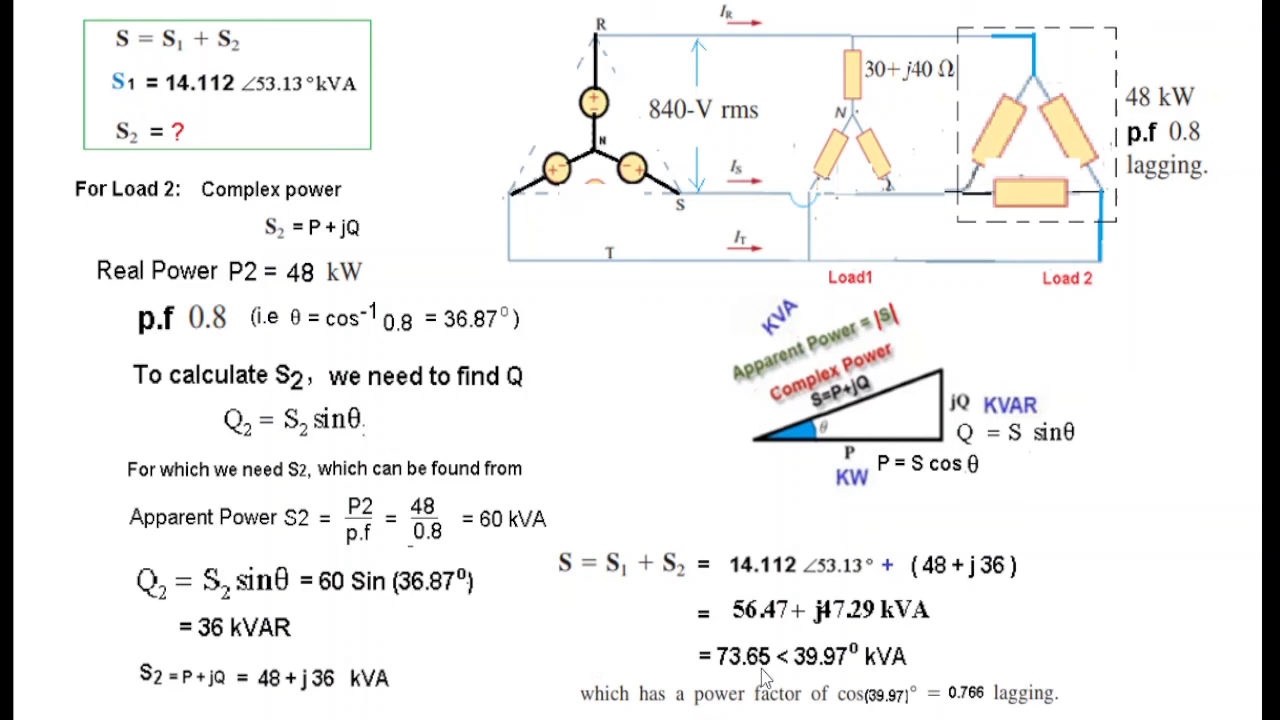 S = S1 + S2
S1 = 14.112 ∠53.13° kVA
S2 = ?
For Load 2: Complex power
S2 = P + jQ
Real Power P2 = 48 kW
p.f 0.8 (i.e θ = cos-1 0.8 = 36.87°)
To calculate S2, we need to find Q
Q2 = S2 sinθ.
For which we need S2, which can be found from
Apparent Power S2 = P2 / p.f = 48 / 0.8 = 60 kVA
Q2 = S2 sinθ = 60 Sin (36.87°)
= 36 kVAR
S2 = P+jQ = 48 + j 36 kVA
R
IR
840-V rms
30+j40 Ω
N
N
IS
S
IT
T
Load1
Load 2
48 kW
p.f 0.8
lagging.
KVA
Apparent Power = |S|
Complex Power
S=P+jQ
θ
jQ KVAR
Q = S sinθ
P
KW
P = S cos θ
S = S1 + S2 = 14.112 ∠53.13° + (48 + j 36)
= 56.47 + j47.29 kVA
= 73.65 < 39.97° kVA
which has a power factor of cos(39.97)° = 0.766 lagging.